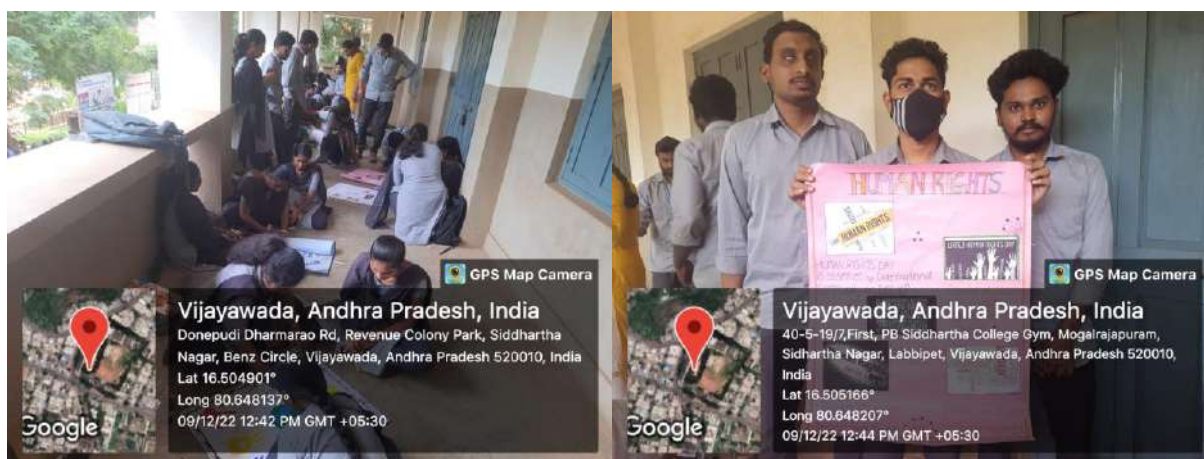 GPS Map Camera
Vijayawada, Andhra Pradesh, India
Donepudi Dharmarao Rd, Revenue Colony Park, Siddhartha
Nagar, Benz Circle, Vijayawada, Andhra Pradesh 520010, India
Lat 16.504901°
Long 80.648137°
09/12/22 12:42 PM GMT +05:30
Google
HUMAN RIGHTS
HUMAN RIGHTS
HUMAN RIGHTS DAY
GPS Map Camera
Vijayawada, Andhra Pradesh, India
40-5-19/7,First, PB Siddhartha College Gym, Mogalrajapuram,
Sidhartha Nagar, Labbipet, Vijayawada, Andhra Pradesh 520010,
India
Lat 16.505166°
Long 80.648207°
09/12/22 12:44 PM GMT +05:30
Google